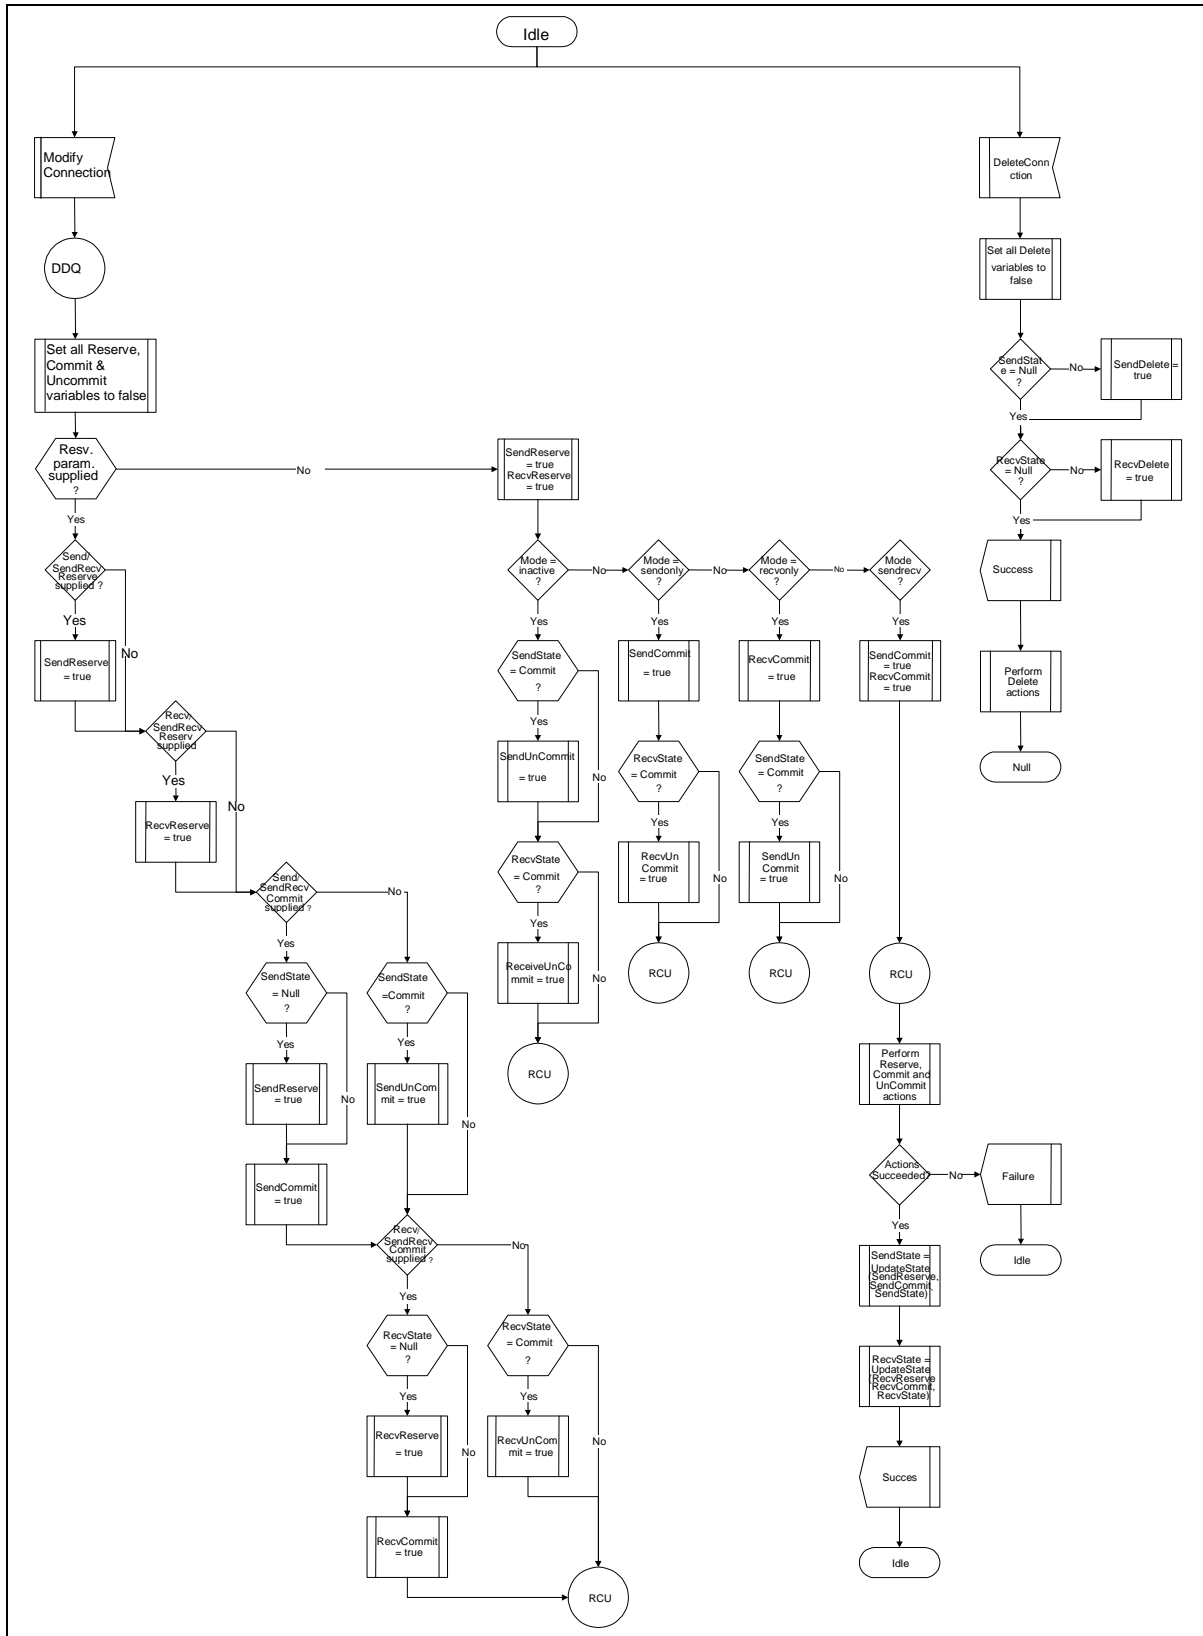 Idle
Modify
Connection
DDQ
Set all Reserve,
Commit &
Uncommit
variables to false
Resv.
param.
supplied
?
No
Yes
Send/
SendRecv
Reserve
supplied ?
Yes
No
SendReserve
= true
Recv/
SendRecv
Reserv
supplied
Yes
No
RecvReserve
= true
Send/
SendRecv
Commit
supplied ?
No
Yes
SendState
= Null
?
Yes
No
SendReserve
= true
SendCommit
= true
SendState
=Commit
?
Yes
No
SendUnCom
mit = true
Recv/
SendRecv
Commit
supplied ?
No
Yes
RecvState
= Null
?
Yes
No
RecvReserve
= true
RecvCommit
= true
RecvState
= Commit
?
Yes
No
RecvUnCom
mit = true
RCU
SendReserve
= true
RecvReserve
= true
Mode =
inactive
?
No
Yes
SendState
= Commit
?
Yes
No
SendUnCommit
= true
RecvState
= Commit
?
Yes
No
ReceiveUnCo
mmit = true
RCU
Mode =
sendonly
?
No
Yes
SendCommit
= true
RecvState
= Commit
?
Yes
No
RecvUn
Commit
= true
RCU
Mode =
recvonly
?
No
Yes
RecvCommit
= true
SendState
= Commit
?
Yes
No
SendUn
Commit
= true
RCU
Mode
sendrecv
?
Yes
SendCommit
= true
RecvCommit
= true
RCU
Perform
Reserve,
Commit and
UnCommit
actions
Actions
Succeeded?
No
Failure
Idle
Yes
SendState =
UpdateState
(SendReserve,
SendCommit,
SendState)
RecvState =
UpdateState
(RecvReserve
RecvCommit,
RecvState)
Succes
Idle
DeleteConn
ction
Set all Delete
variables to
false
SendStat
e = Null
?
No
SendDelete =
true
Yes
RecvState
= Null
?
No
RecvDelete
= true
Yes
Success
Perform
Delete
actions
Null